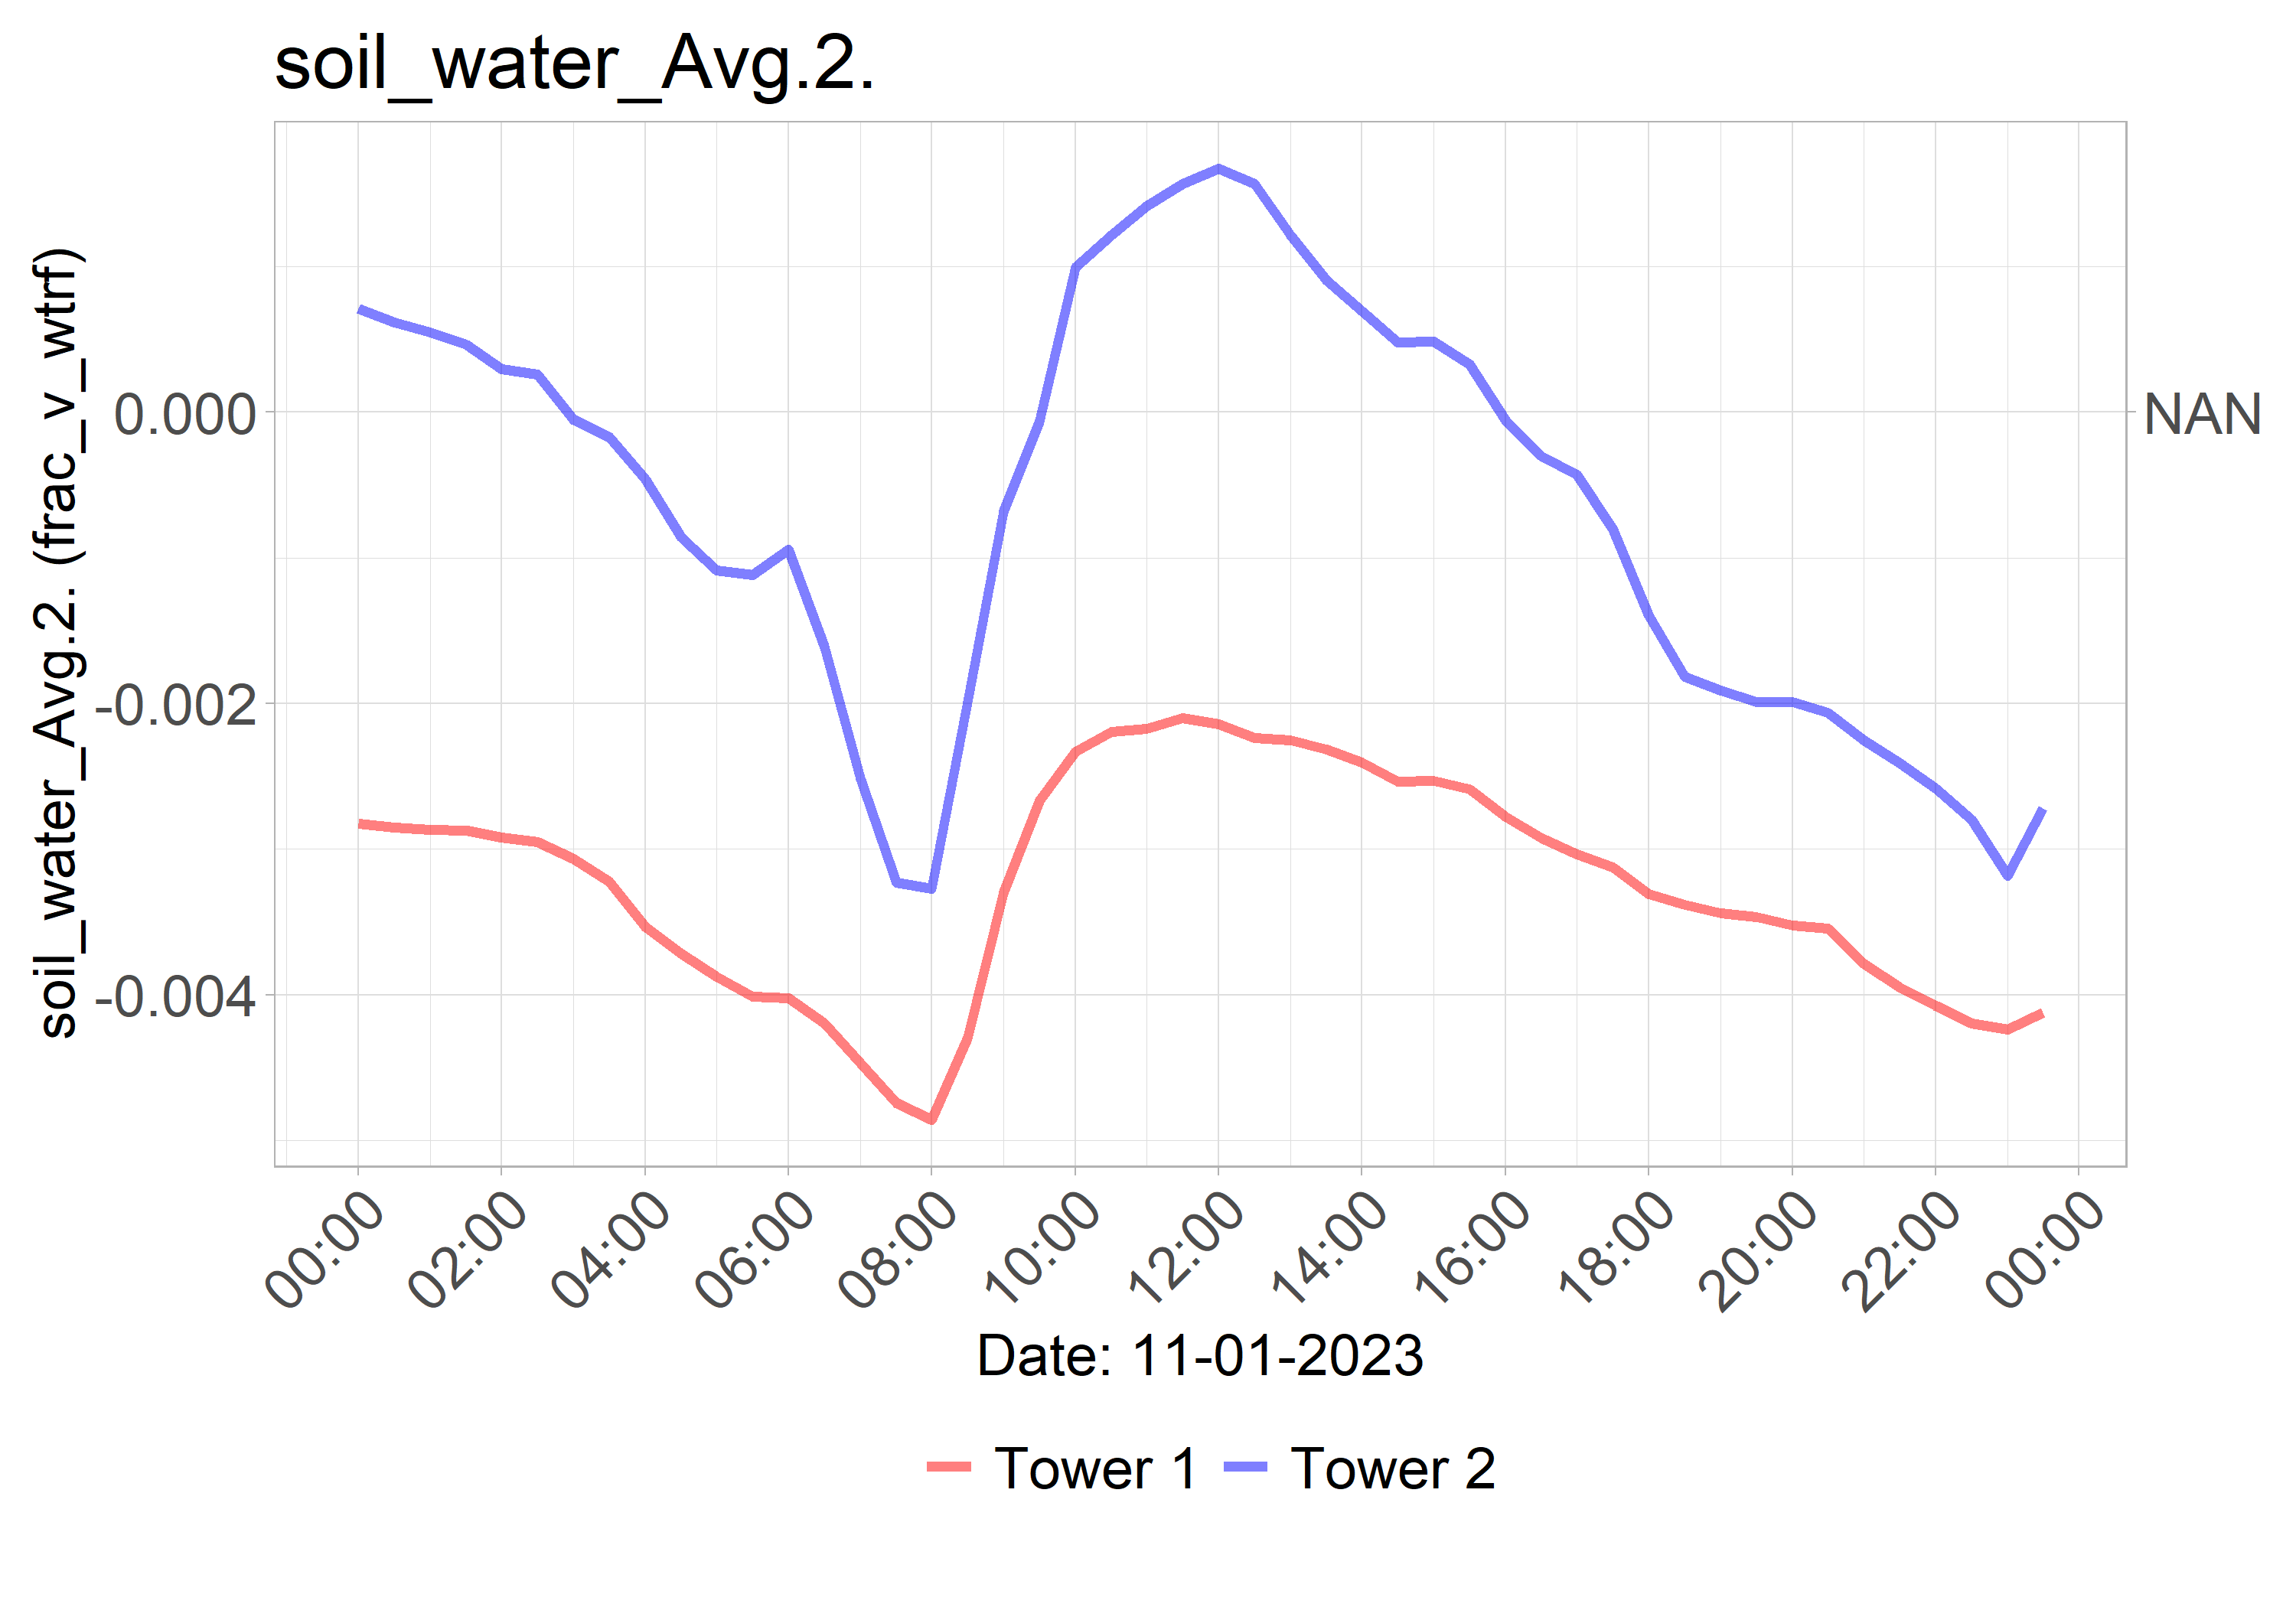 soil_water_Avg.2.
soil_water_Avg.2. (frac_v_wtrf)
0.000
-0.002
-0.004
NAN
00:00
02:00
04:00
06:00
08:00
10:00
12:00
14:00
16:00
18:00
20:00
22:00
00:00
Date: 11-01-2023
Tower 1
Tower 2